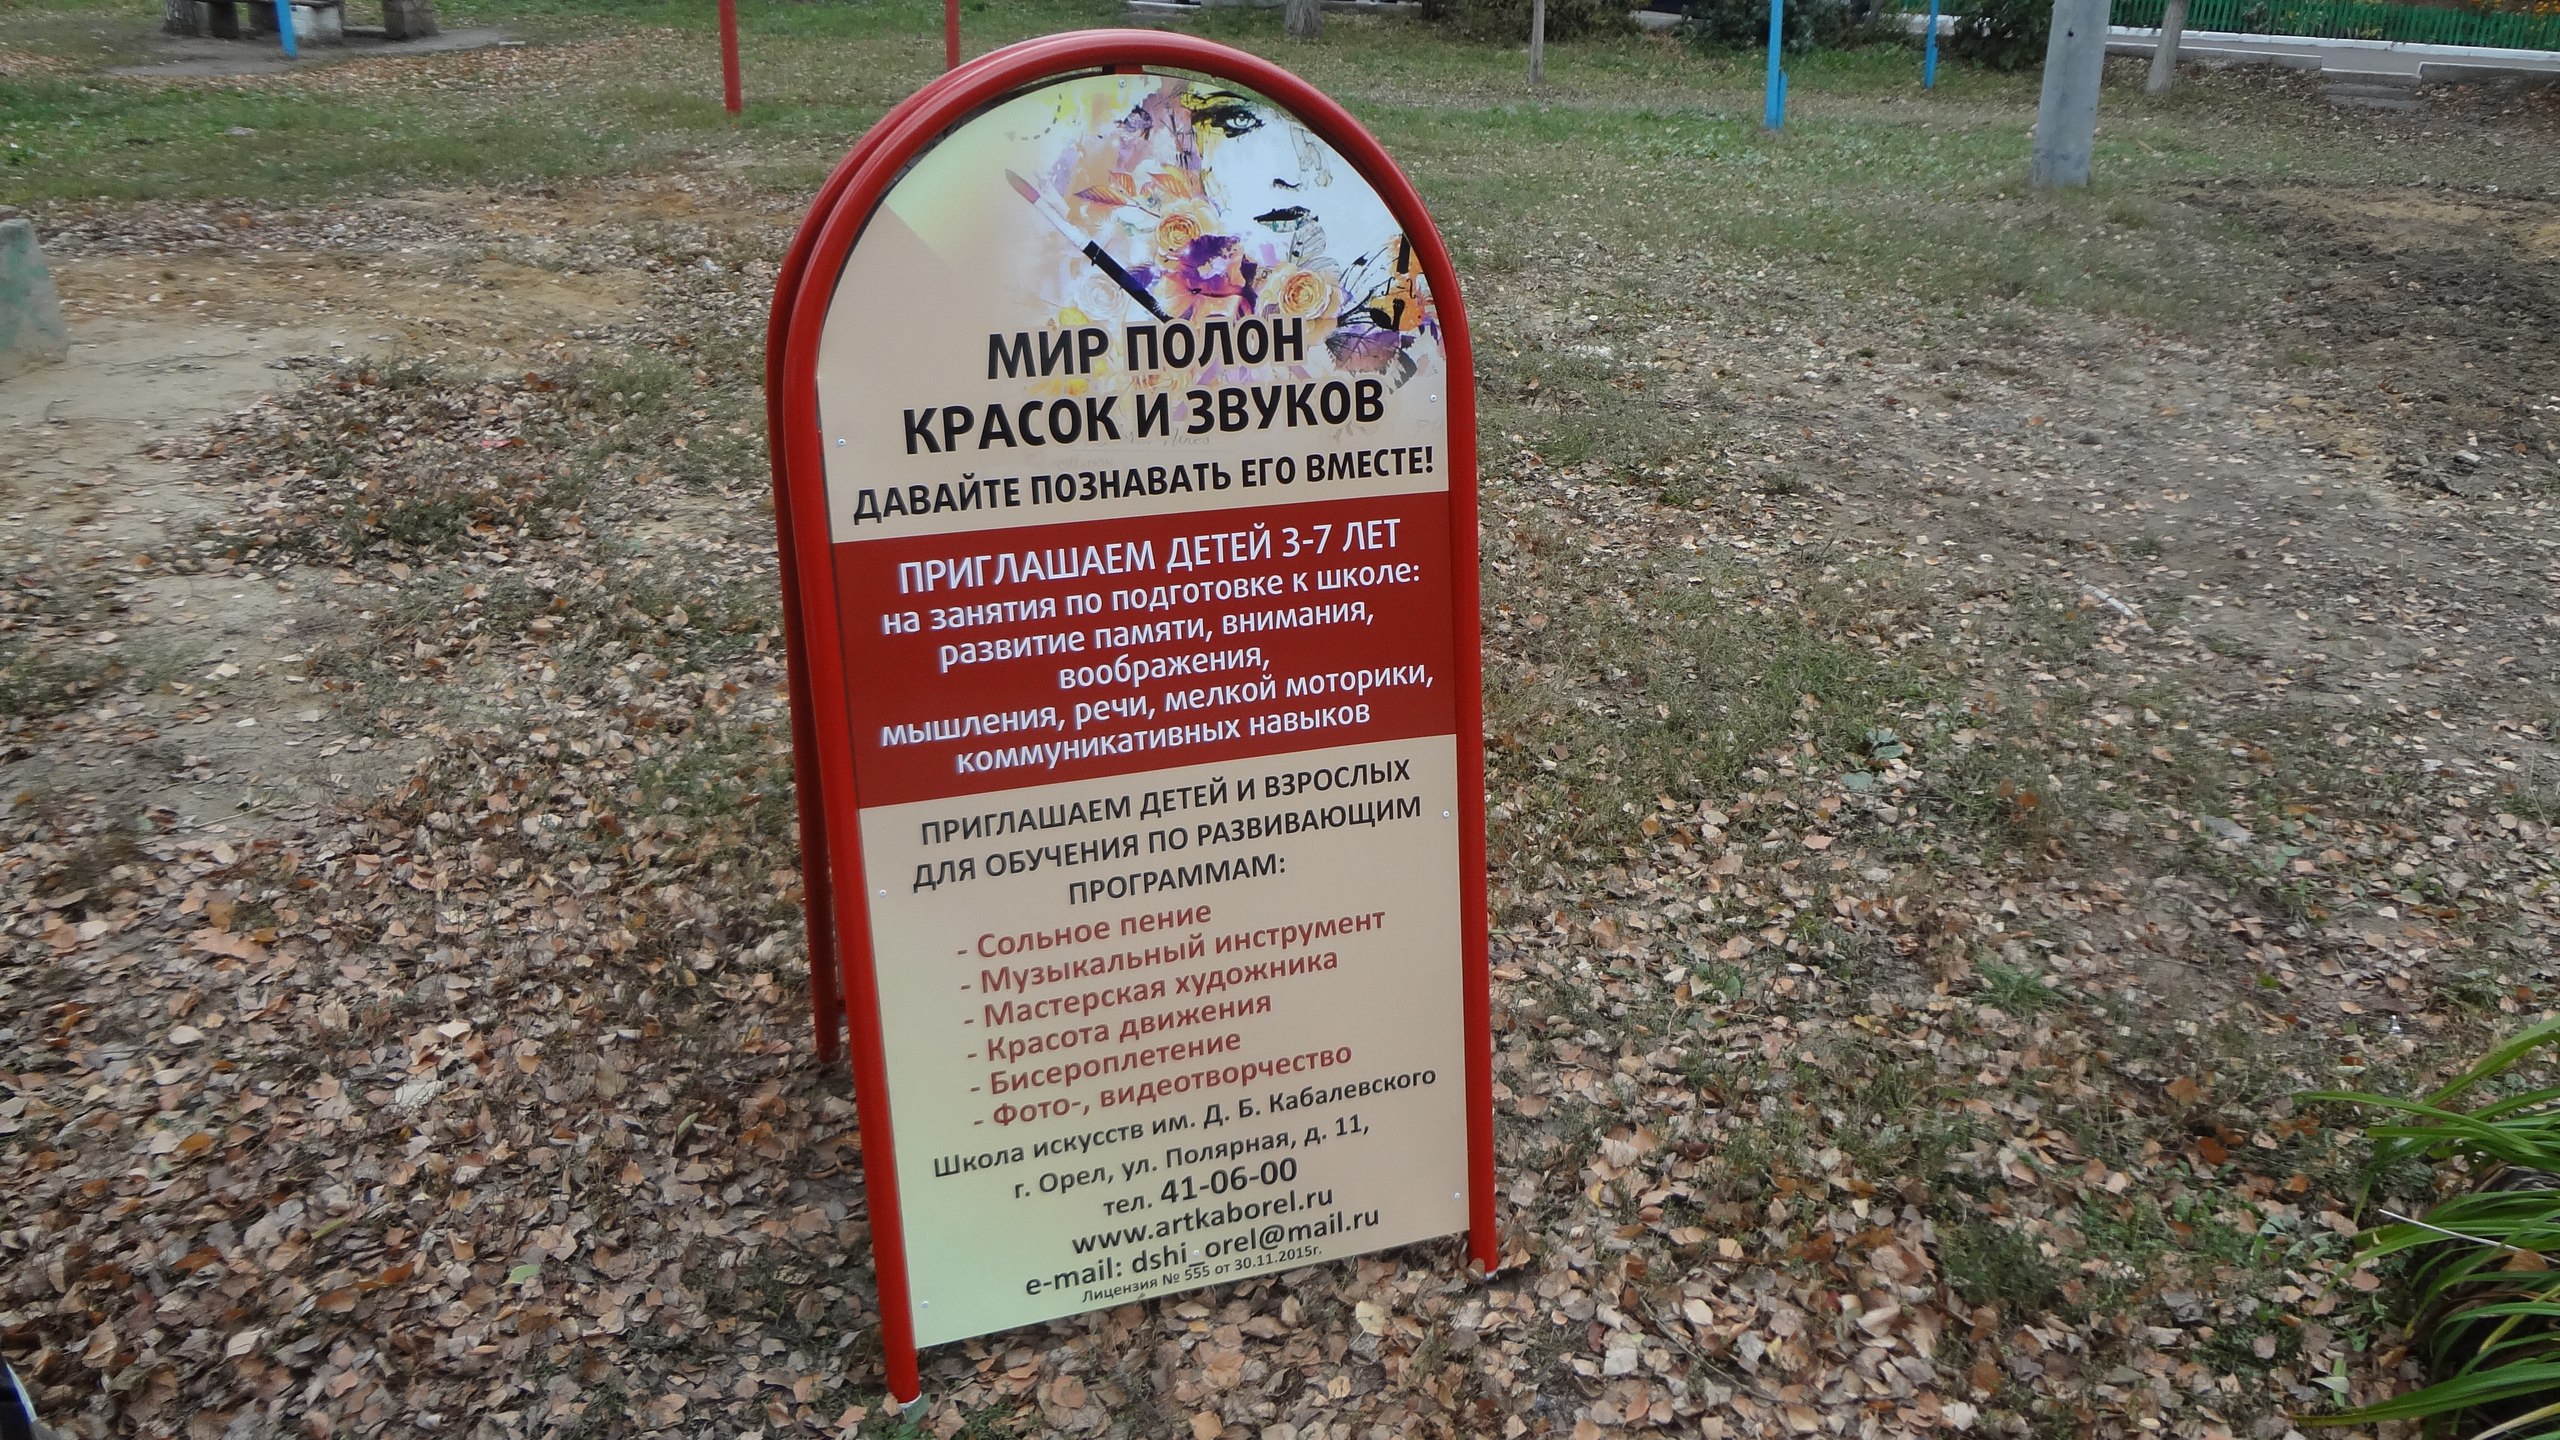 МИР ПОЛОН
КРАСОК И ЗВУКОВ
ДАВАЙТЕ ПОЗНАВАТЬ ЕГО ВМЕСТЕ!
ПРИГЛАШАЕМ ДЕТЕЙ 3-7 ЛЕТ
на занятия по подготовке к школе:
развитие памяти, внимания,
воображения,
мышления, речи, мелкой моторики,
коммуникативных навыков
ПРИГЛАШАЕМ ДЕТЕЙ И ВЗРОСЛЫХ
ДЛЯ ОБУЧЕНИЯ ПО РАЗВИВАЮЩИМ
ПРОГРАММАМ:
- Сольное пение
- Музыкальный инструмент
- Мастерская художника
- Красота движения
- Бисероплетение
- Фото-, видеотворчество
Школа искусств им. Д. Б. Кабалевского
г. Орел, ул. Полярная, д. 11,
тел. 41-06-00
www.artkaborel.ru
e-mail: dshi_orel@mail.ru
Лицензия № 555 от 30.11.2015г.